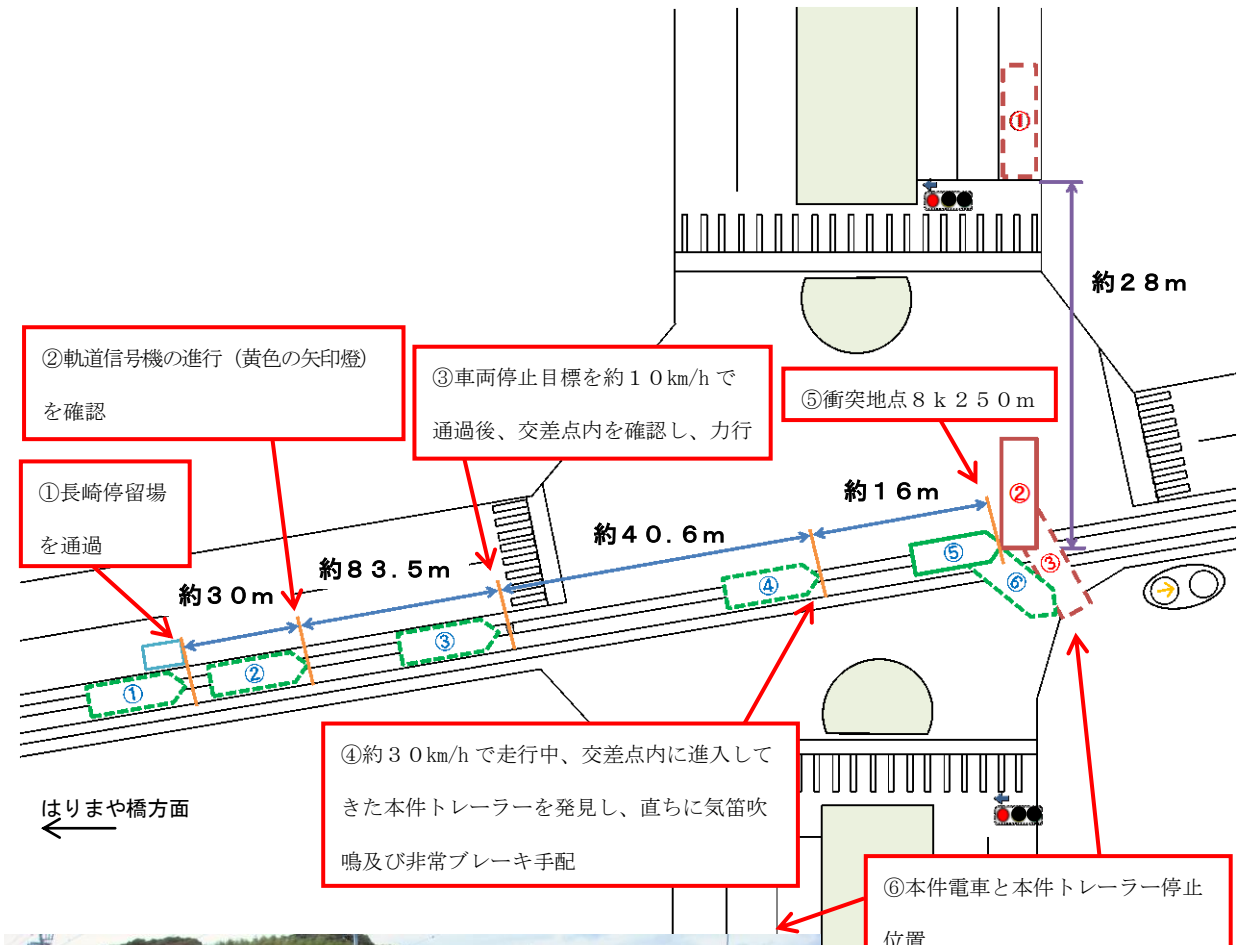 ①
約28m
②軌道信号機の進行（黄色の矢印燈）
を確認
③車両停止目標を約10km/hで
通過後、交差点内を確認し、力行
⑤衝突地点8k250m
①長崎停留場
を通過
約30m
約83.5m
約40.6m
約16m
①
②
③
④
⑤
⑥
②
③
④約30km/hで走行中、交差点内に進入して
きた本件トレーラーを発見し、直ちに気笛吹
鳴及び非常ブレーキ手配
はりまや橋方面
⑥本件電車と本件トレーラー停止
位置